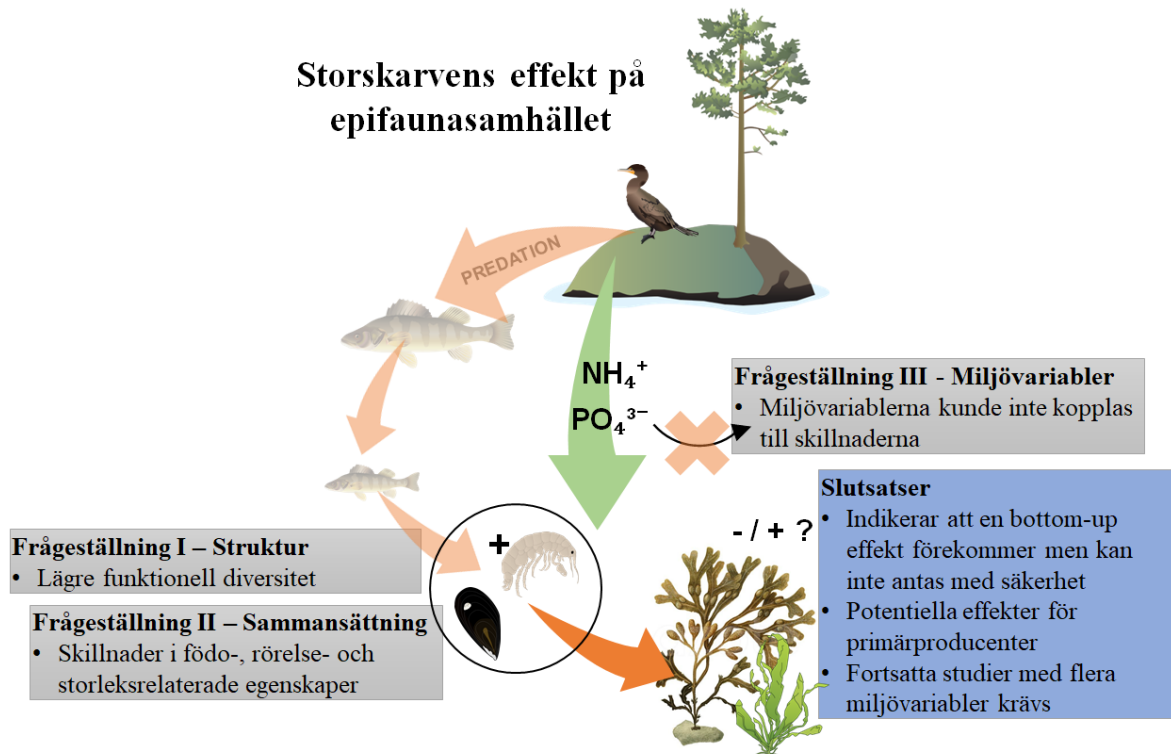 Storskarvens effekt på
epifaunasamhället
PREDATION
NH₄⁺
PO₄³⁻
Frågeställning III - Miljövariabler
• Miljövariablerna kunde inte kopplas
till skillnaderna
Frågeställning I – Struktur
• Lägre funktionell diversitet
Frågeställning II – Sammansättning
• Skillnader i födo-, rörelse- och
storleksrelaterade egenskaper
+
- / + ?
Slutsatser
• Indikerar att en bottom-up
effekt förekommer men kan
inte antas med säkerhet
• Potentiella effekter för
primärproducenter
• Fortsatta studier med flera
miljövariabler krävs